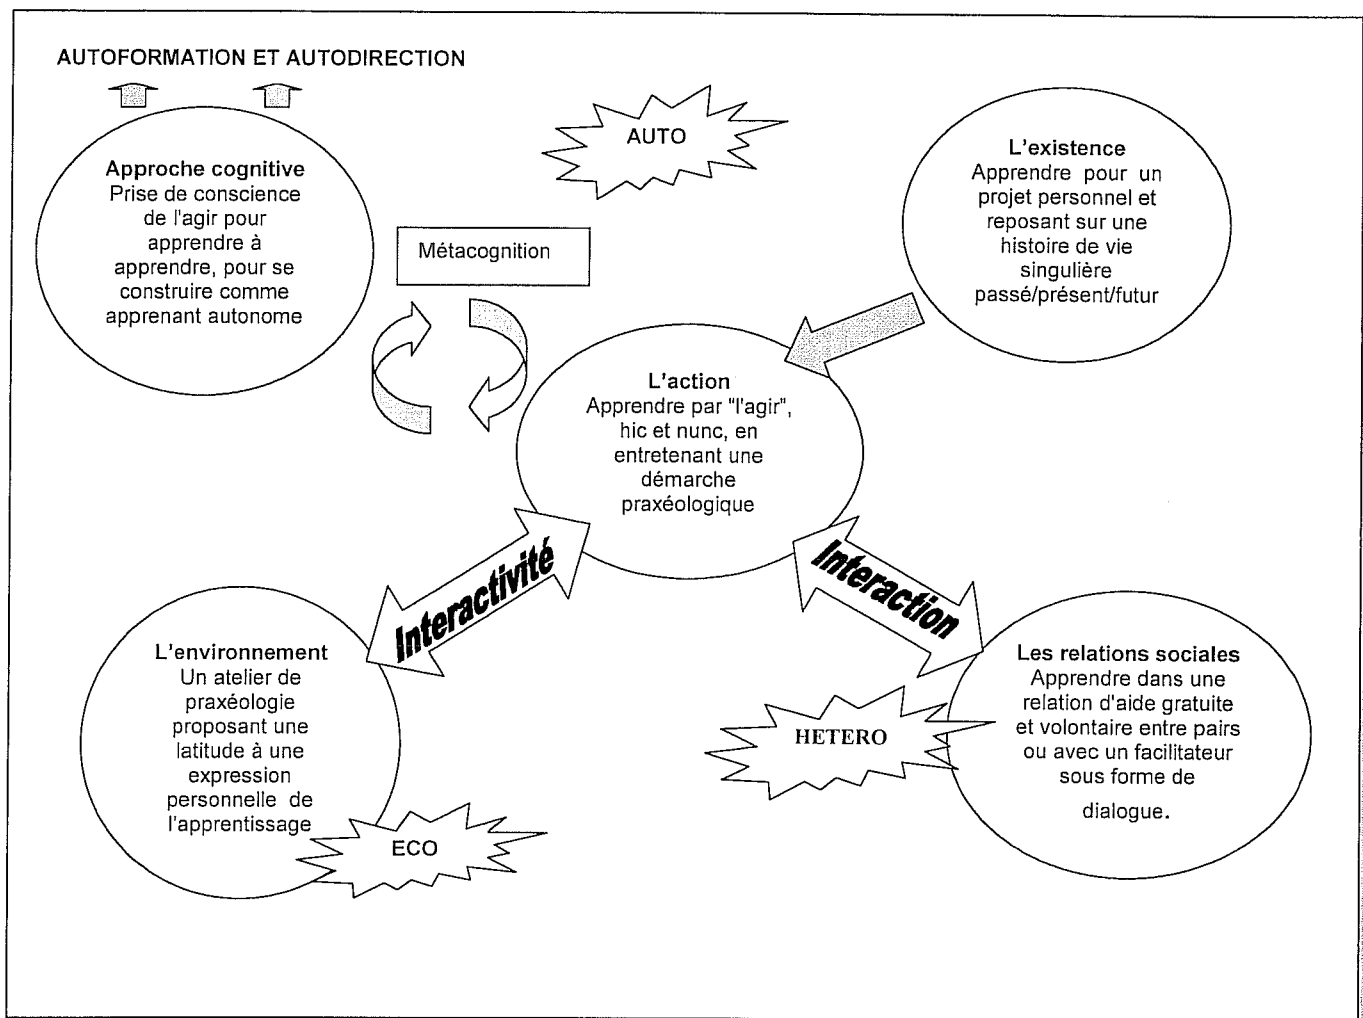 AUTOFORMATION ET AUTODIRECTION
AUTO
Approche cognitive
Prise de conscience
de l'agir pour
apprendre à
apprendre, pour se
construire comme
apprenant autonome
Métacognition
L'existence
Apprendre pour un
projet personnel et
reposant sur une
histoire de vie
singulière
passé/présent/futur
L'action
Apprendre par "l'agir",
hic et nunc, en
entretenant une
démarche
praxéologique
Interactivité
Interaction
L'environnement
Un atelier de
praxéologie
proposant une
latitude à une
expression
personnelle de
l'apprentissage
ECO
HETERO
Les relations sociales
Apprendre dans une
relation d'aide gratuite
et volontaire entre pairs
ou avec un facilitateur
sous forme de
dialogue.